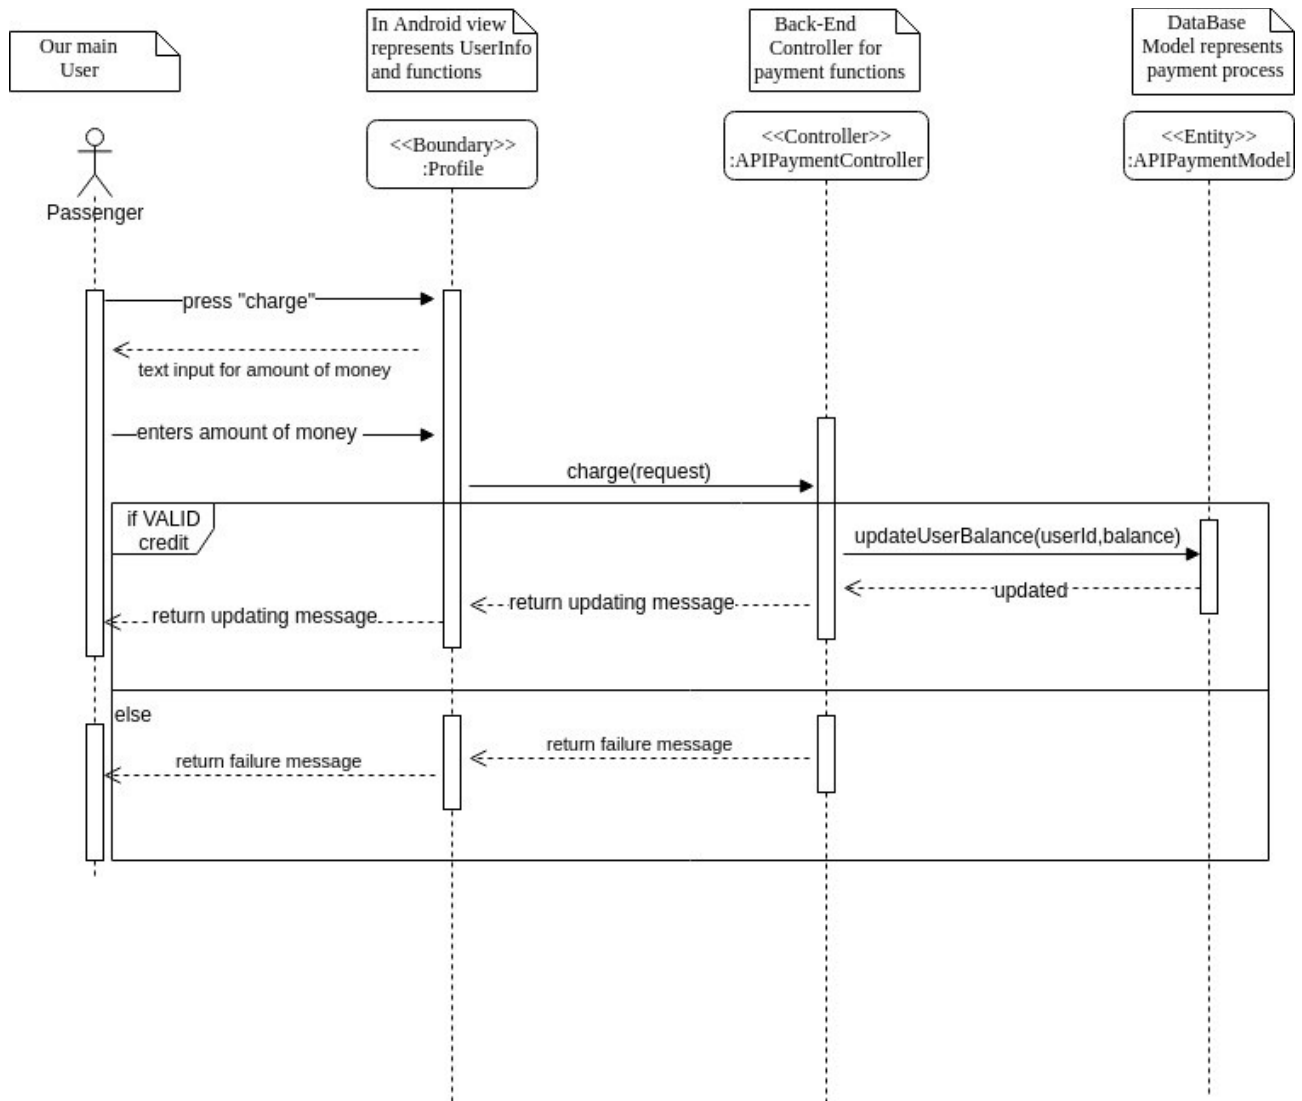 Our main
User
In Android view
represents UserInfo
and functions
Back-End
Controller for
payment functions
DataBase
Model represents
payment process
Passenger
<<Boundary>>
:Profile
<<Controller>>
:APIPaymentController
<<Entity>>
:APIPaymentModel
press "charge"
text input for amount of money
enters amount of money
charge(request)
if VALID
credit
updateUserBalance(userId,balance)
updated
return updating message
return updating message
else
return failure message
return failure message